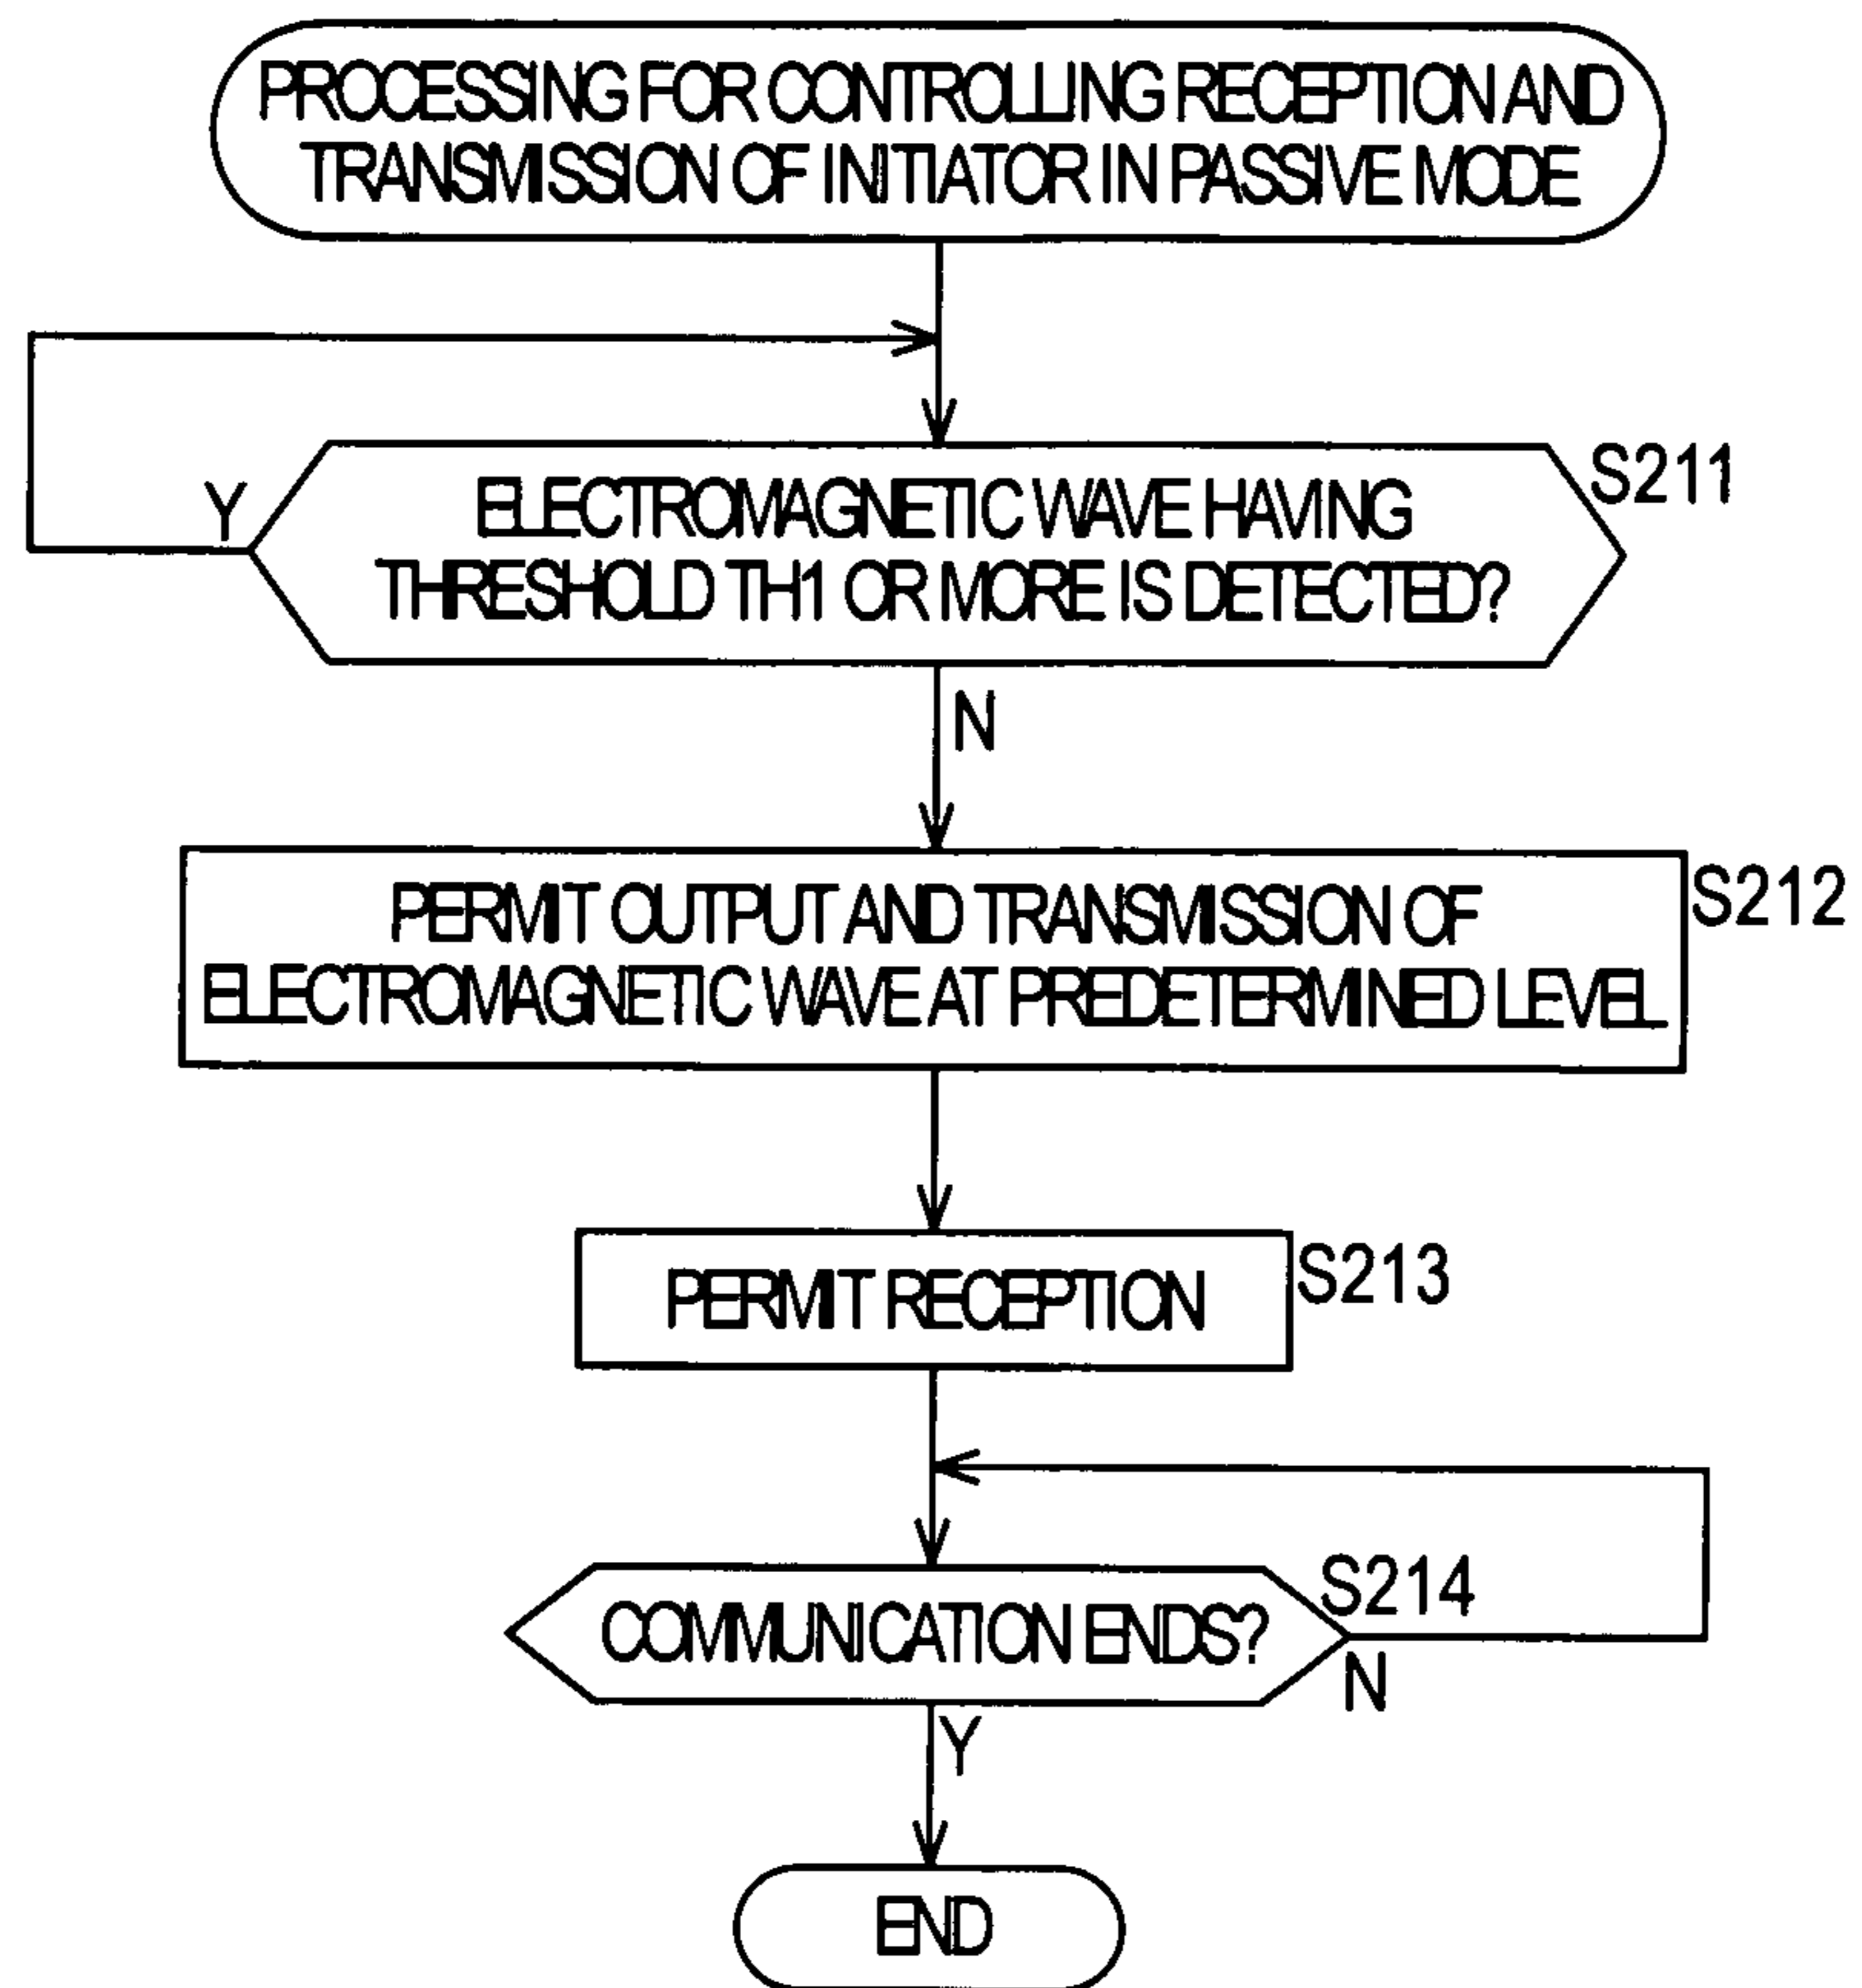 PROCESSING FOR CONTROLLING RECEPTION AND
TRANSMISSION OF INITIATOR IN PASSIVE MODE
S211
Y
ELECTROMAGNETIC WAVE HAVING
THRESHOLD TH1 OR MORE IS DETECTED?
N
S212
PERMIT OUTPUT AND TRANSMISSION OF
ELECTROMAGNETIC WAVE AT PREDETERMINED LEVEL
S213
PERMIT RECEPTION
S214
COMMUNICATION ENDS?
N
Y
END